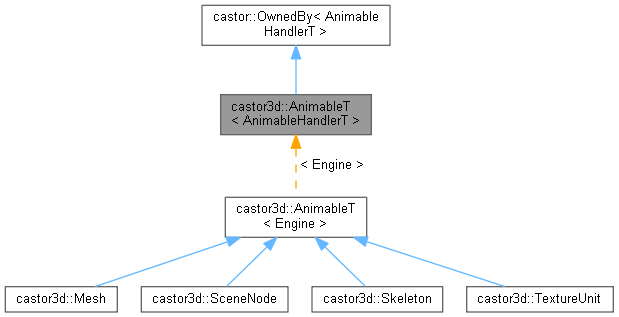 castor::OwnedBy< Animable
HandlerT >
castor3d::AnimableT
< AnimableHandlerT >
< Engine >
castor3d::AnimableT
< Engine >
castor3d::Mesh
castor3d::SceneNode
castor3d::Skeleton
castor3d::TextureUnit